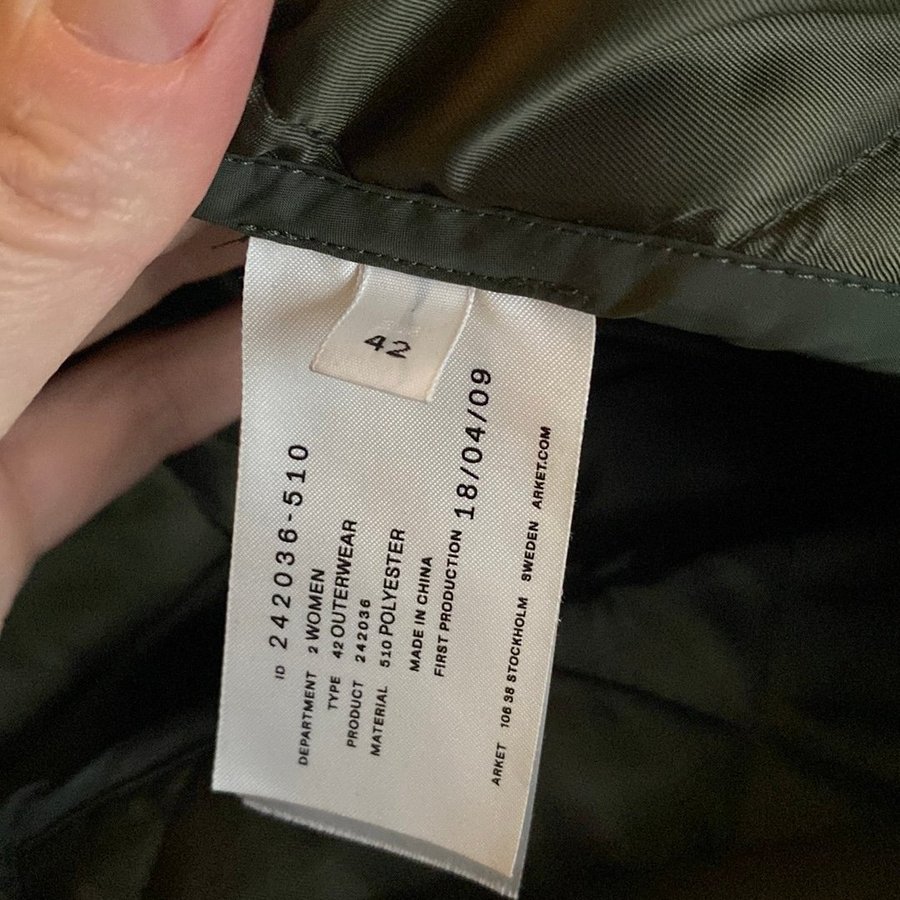 42
ID 242036-510
DEPARTMENT 2 WOMEN
TYPE 42 OUTERWEAR
PRODUCT 242036
MATERIAL 510 POLYESTER
MADE IN CHINA
FIRST PRODUCTION 18/04/09
ARKET 106 38 STOCKHOLM SWEDEN ARKET.COM